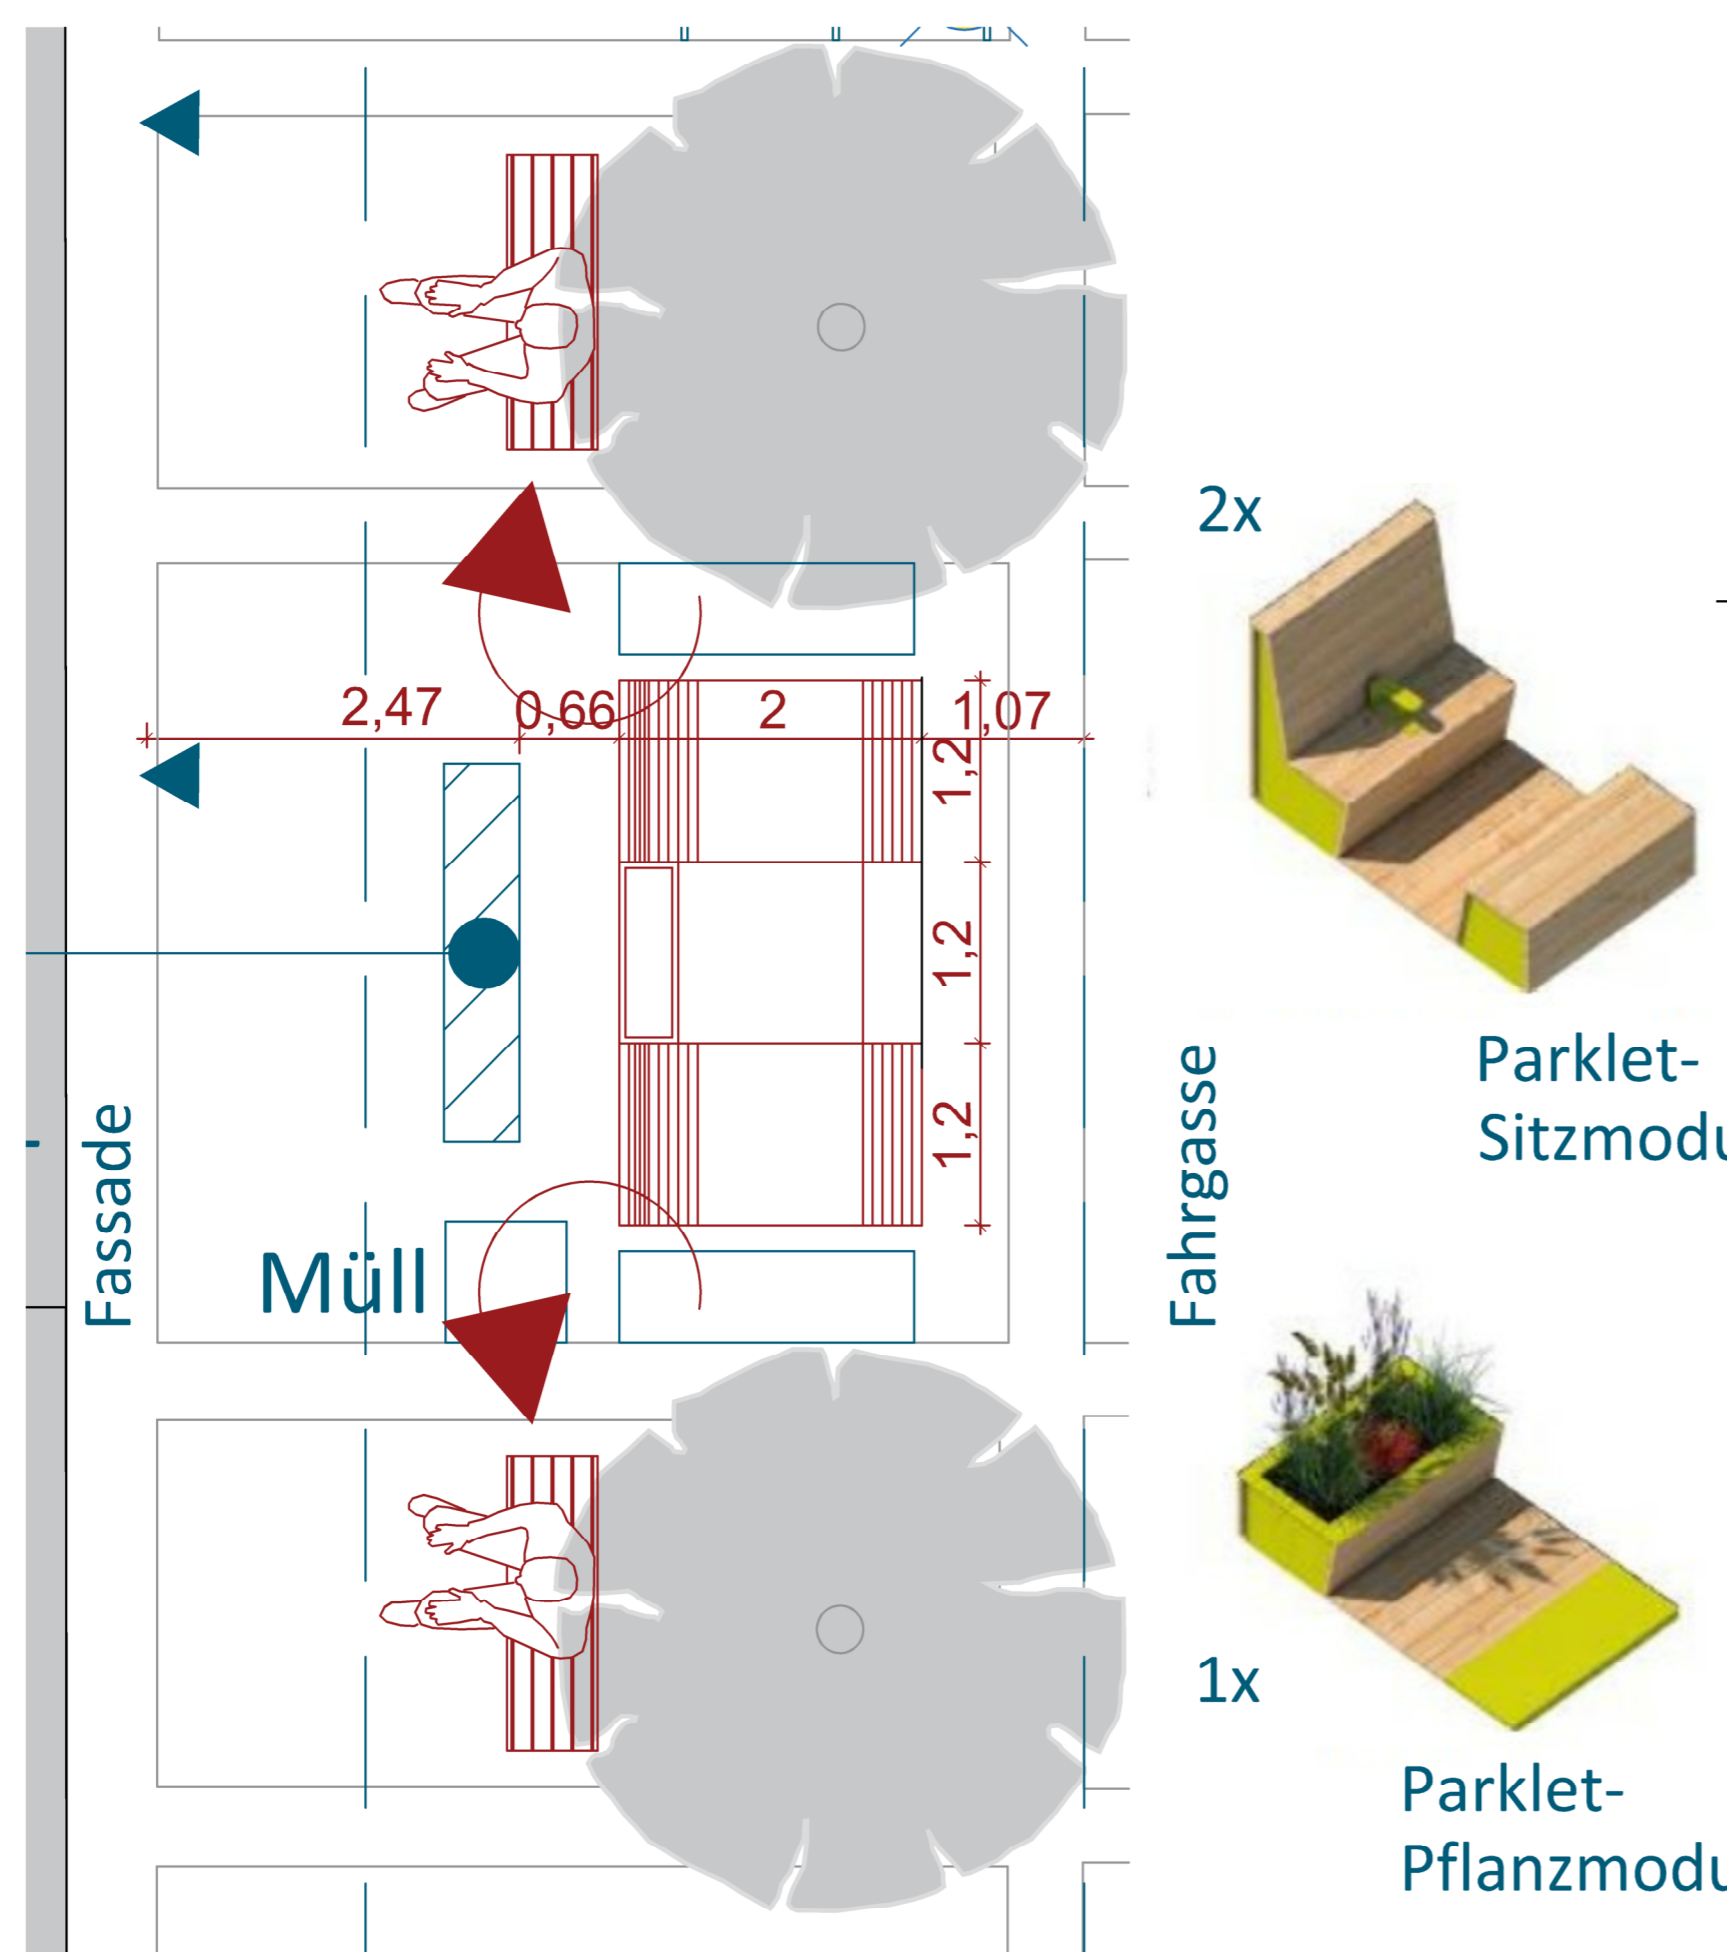 2x
2,47
0,66
2
1,07
1,2
1,2
1,2
Parklet-
Sitzmodu
Fassade
Fahrgasse
Müll
1x
Parklet-
Pflanzmodu